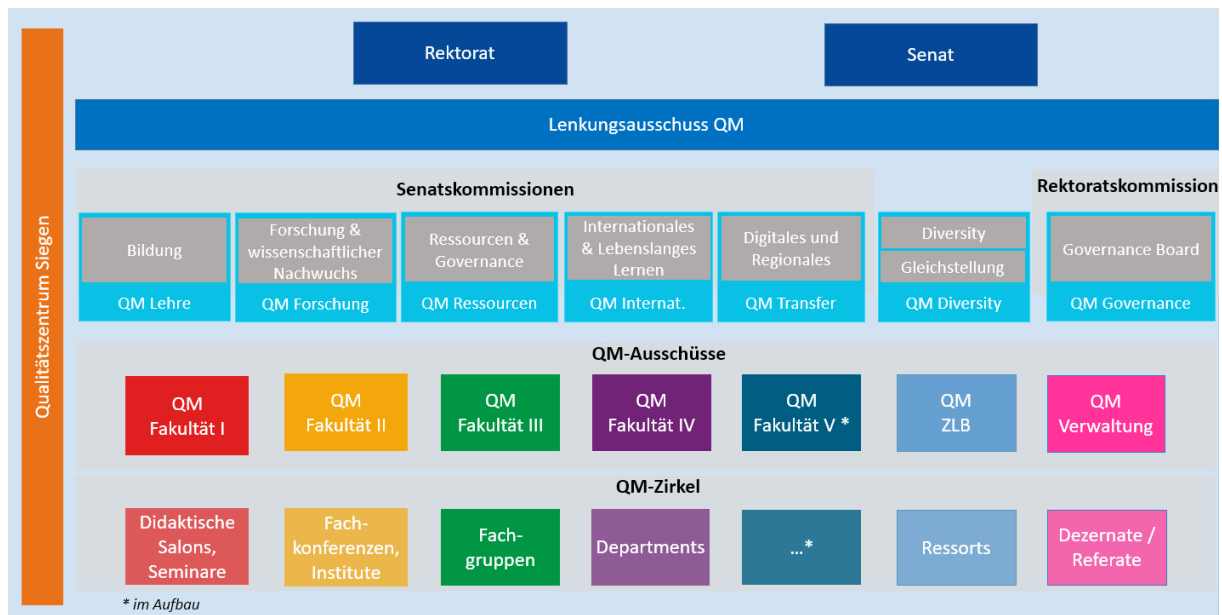 Qualitätszentrum Siegen
Rektorat
Senat
Lenkungsausschuss QM
Senatskommissionen
Rektoratskommission
Bildung
QM Lehre
Forschung &
wissenschaftlicher
Nachwuchs
QM Forschung
Ressourcen &
Governance
QM Ressourcen
Internationales
& Lebenslanges
Lernen
QM Internat.
Digitales und
Regionales
QM Transfer
Diversity
Gleichstellung
QM Diversity
Governance Board
QM Governance
QM-Ausschüsse
QM
Fakultät I
QM
Fakultät II
QM
Fakultät III
QM
Fakultät IV
QM
Fakultät V *
QM
ZLB
QM
Verwaltung
QM-Zirkel
Didaktische
Salons,
Seminare
Fach-
konferenzen,
Institute
Fach-
gruppen
Departments
...*
Ressorts
Dezernate /
Referate
* im Aufbau